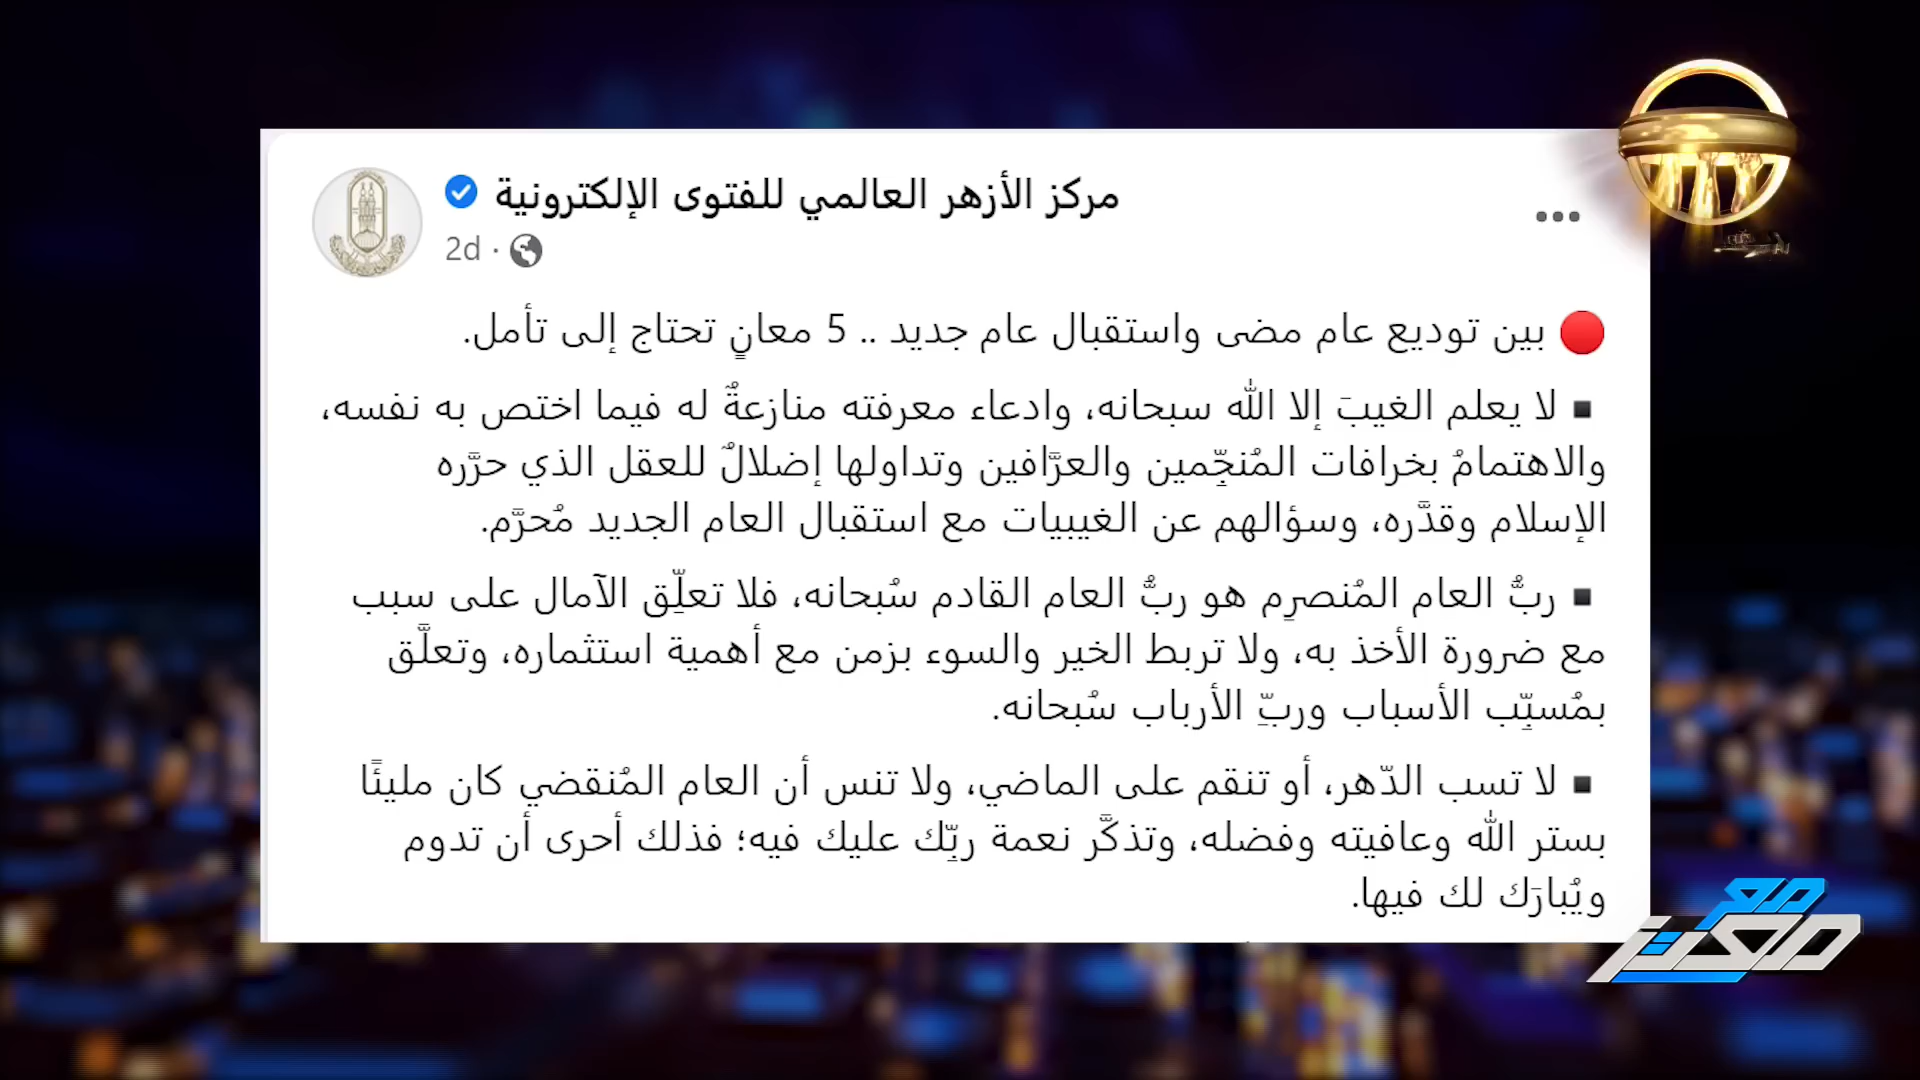 مركز الأزهر العالمي للفتوى الإلكترونية
2d ·
بين توديع عام مضى واستقبال عام جديد .. 5 معانٍ تحتاج إلى تأمل.
▪ لا يعلم الغيبَ إلا الله سبحانه، وادعاء معرفته منازعةٌ له فيما اختص به نفسه،
والاهتمامُ بخرافات المُنجِّمين والعرَّافين وتداولها إضلالٌ للعقل الذي حرَّره
الإسلام وقدَّره، وسؤالهم عن الغيبيات مع استقبال العام الجديد مُحرَّم.
▪ ربُّ العام المُنصرِم هو ربُّ العام القادم سُبحانه، فلا تعلِّق الآمال على سبب
مع ضرورة الأخذ به، ولا تربط الخير والسوء بزمن مع أهمية استثماره، وتعلَّق
بمُسبِّب الأسباب وربِّ الأرباب سُبحانه.
▪ لا تسب الدّهر، أو تنقم على الماضي، ولا تنس أن العام المُنقضي كان مليئًا
بستر الله وعافيته وفضله، وتذكَّر نعمة ربِّك عليك فيه؛ فذلك أحرى أن تدوم
ويُبارَك لك فيها.
مع